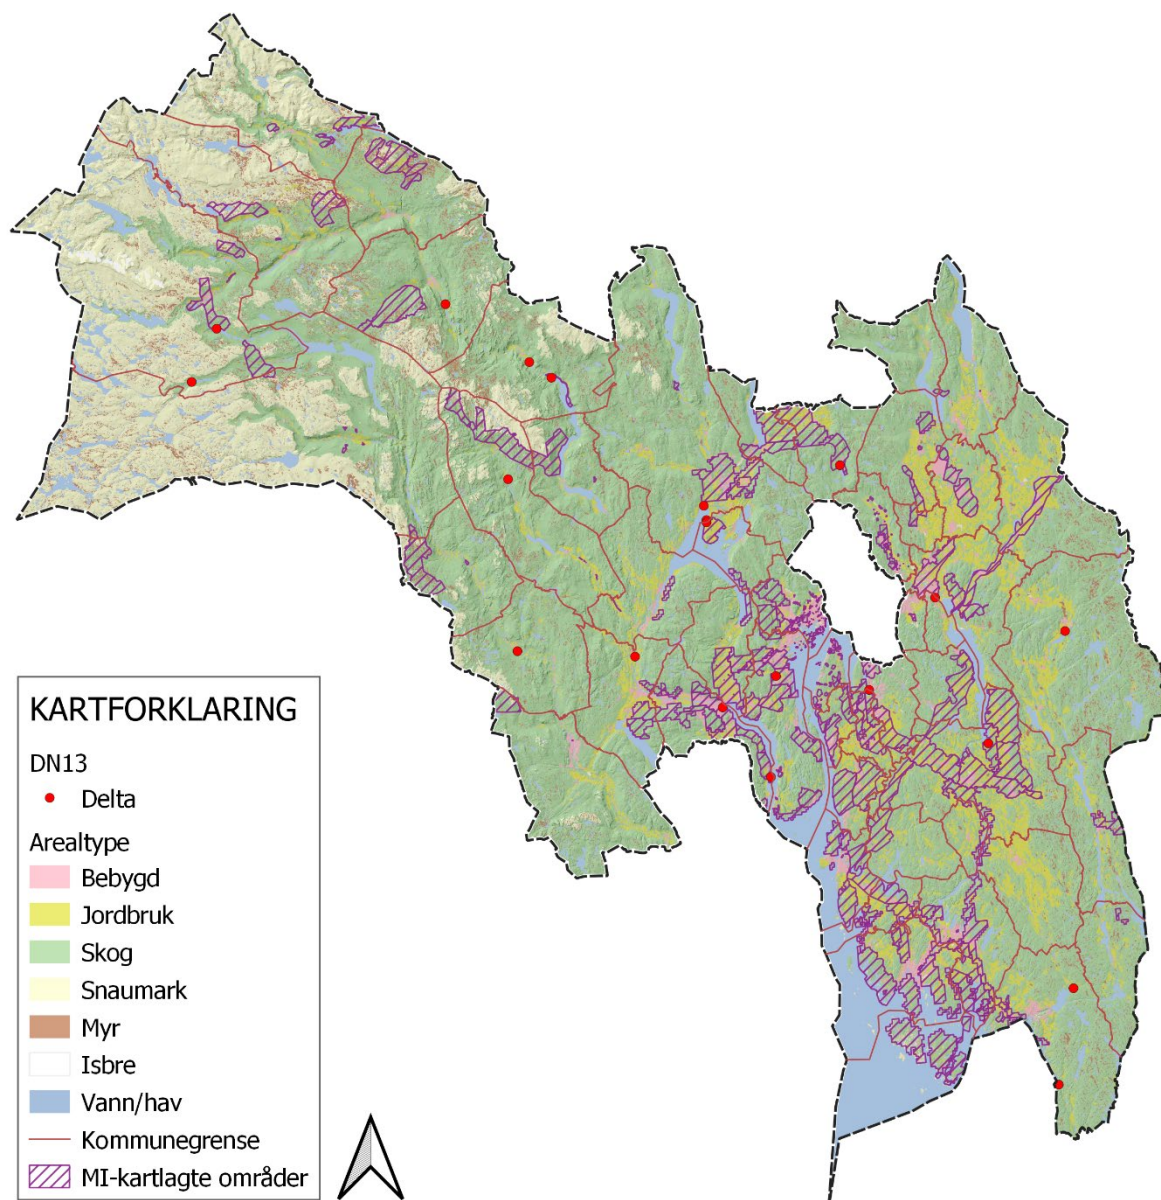 KARTFORKLARING
DN13
Delta
Arealtype
Bebygd
Jordbruk
Skog
Snaumark
Myr
Isbre
Vann/hav
Kommunegrense
MI-kartlagte områder